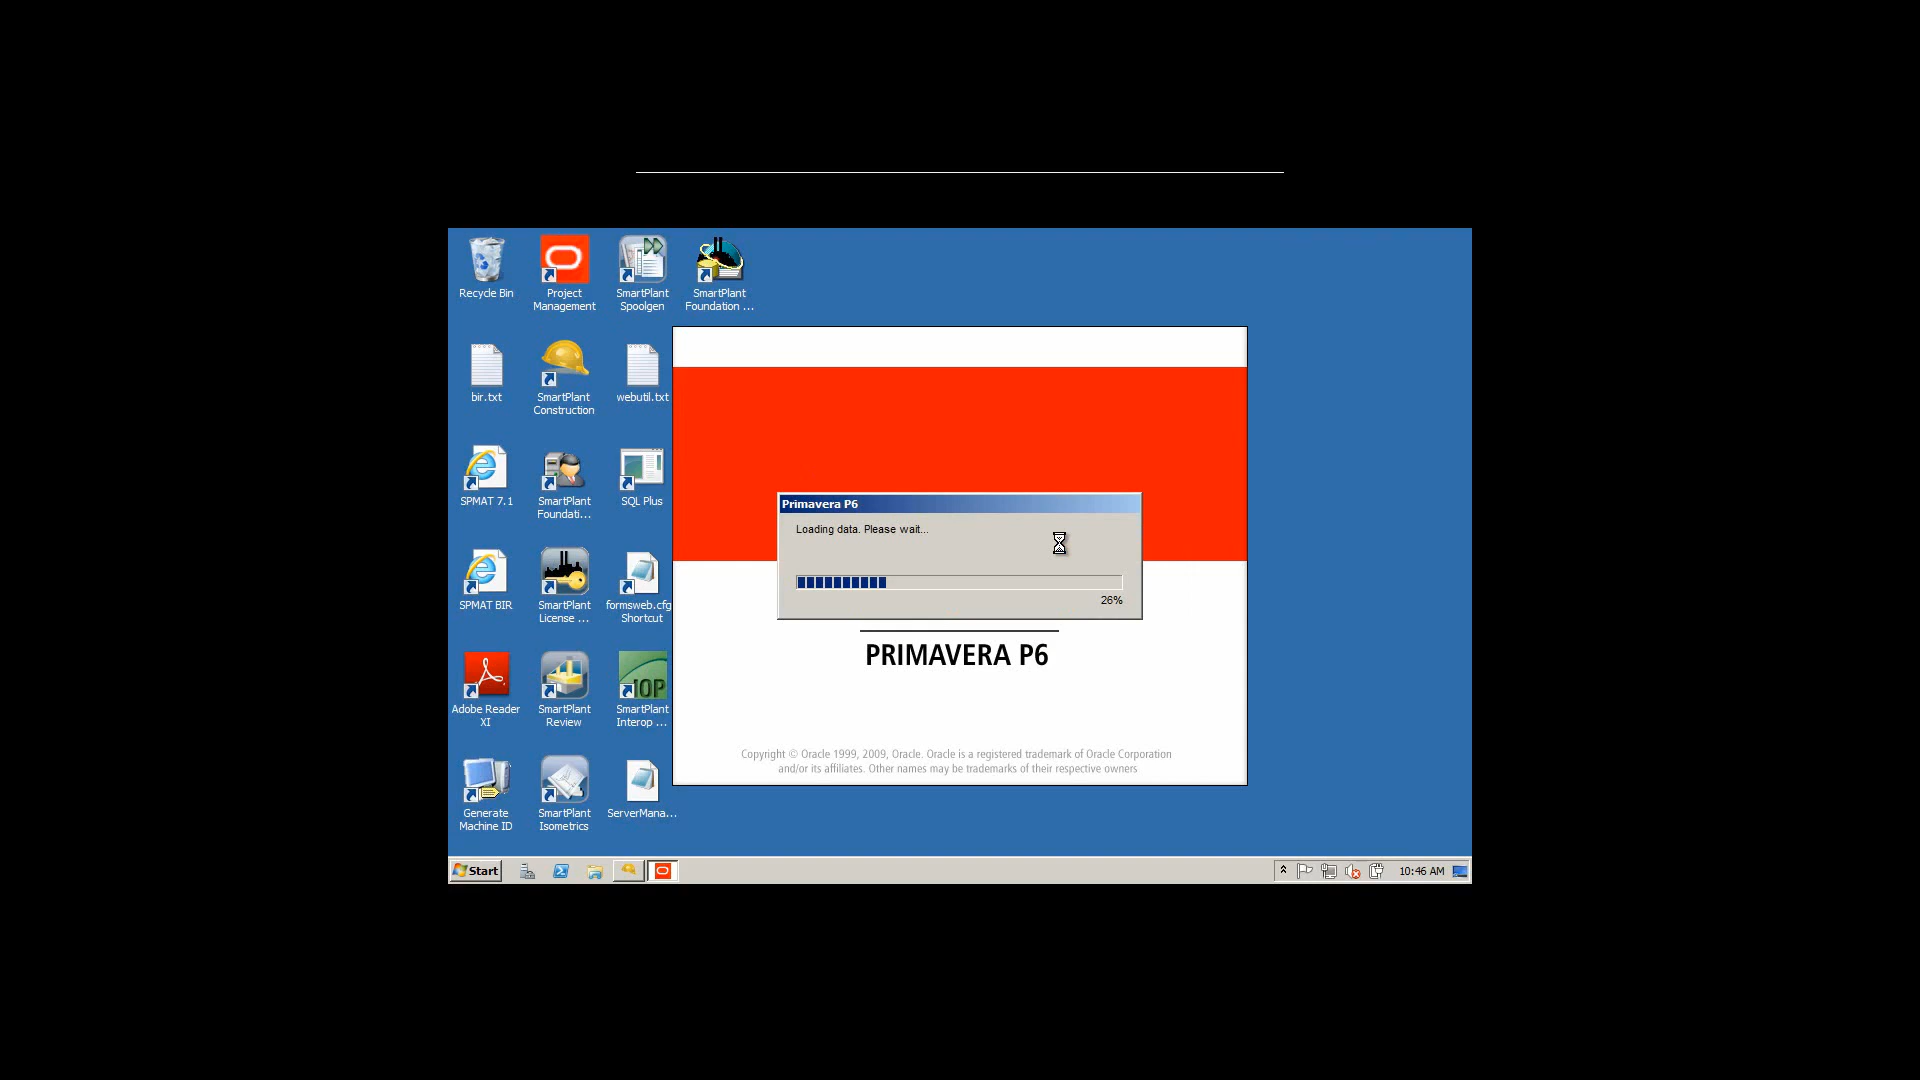 Recycle Bin
Project
Management
SmartPlant
Spoolgen
SmartPlant
Foundation ...
bir.txt
SmartPlant
Construction
webutil.txt
SPMAT 7.1
SmartPlant
Foundati...
SQL Plus
SPMAT BIR
SmartPlant
License ...
formsweb.cfg
Shortcut
Adobe Reader
XI
SmartPlant
Review
IOP
SmartPlant
Interop ...
Generate
Machine ID
SmartPlant
Isometrics
ServerMana...
Primavera P6
Loading data. Please wait...
26%
PRIMAVERA P6
Copyright © Oracle 1999, 2009, Oracle. Oracle is a registered trademark of Oracle Corporation
and/or its affiliates. Other names may be trademarks of their respective owners
Start
10:46 AM